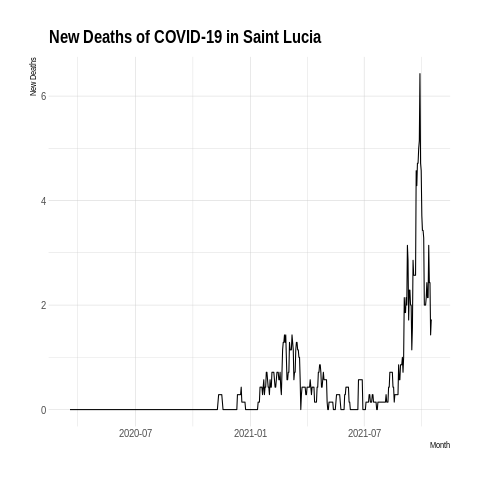 New Deaths of COVID-19 in Saint Lucia
New Deaths
6
4
2
0
2020-07
2021-01
2021-07
Month